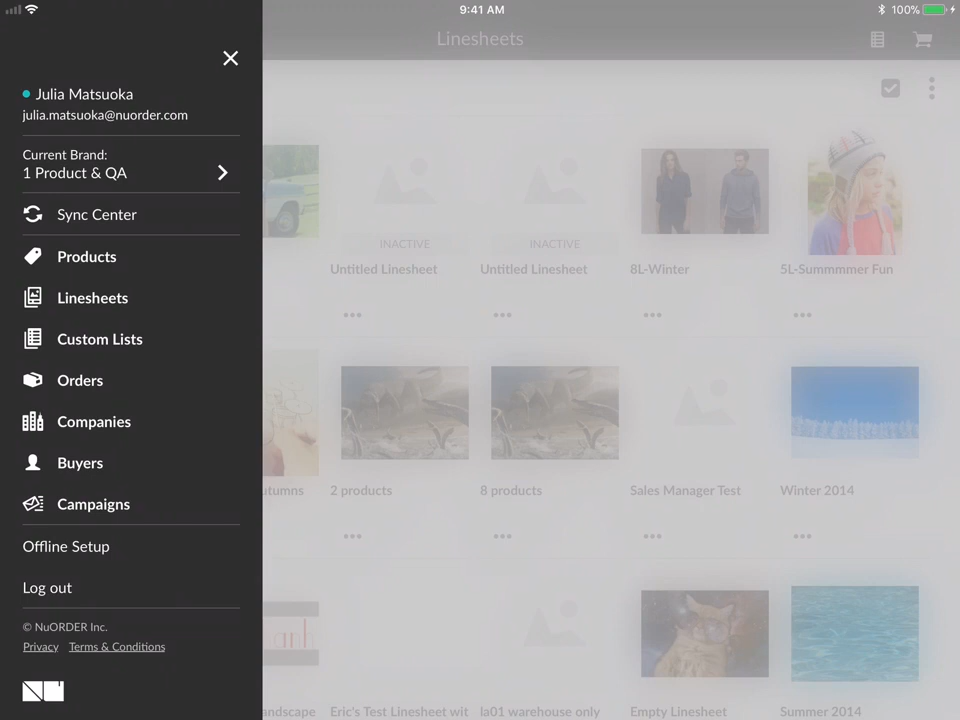 9:41 AM
100%
Linesheets
Julia Matsuoka
julia.matsuoka@nuorder.com
Current Brand:
1 Product & QA
Sync Center
Products
Linesheets
Custom Lists
Orders
Companies
Buyers
Campaigns
Offline Setup
Log out
© NuORDER Inc.
Privacy Terms & Conditions
INACTIVE
INACTIVE
Untitled Linesheet
Untitled Linesheet
8L-Winter
5L-Summmmer Fun
utumns
2 products
8 products
Sales Manager Test
Winter 2014
andscape
Eric's Test Linesheet wit
la01 warehouse only
Empty Linesheet
Summer 2014